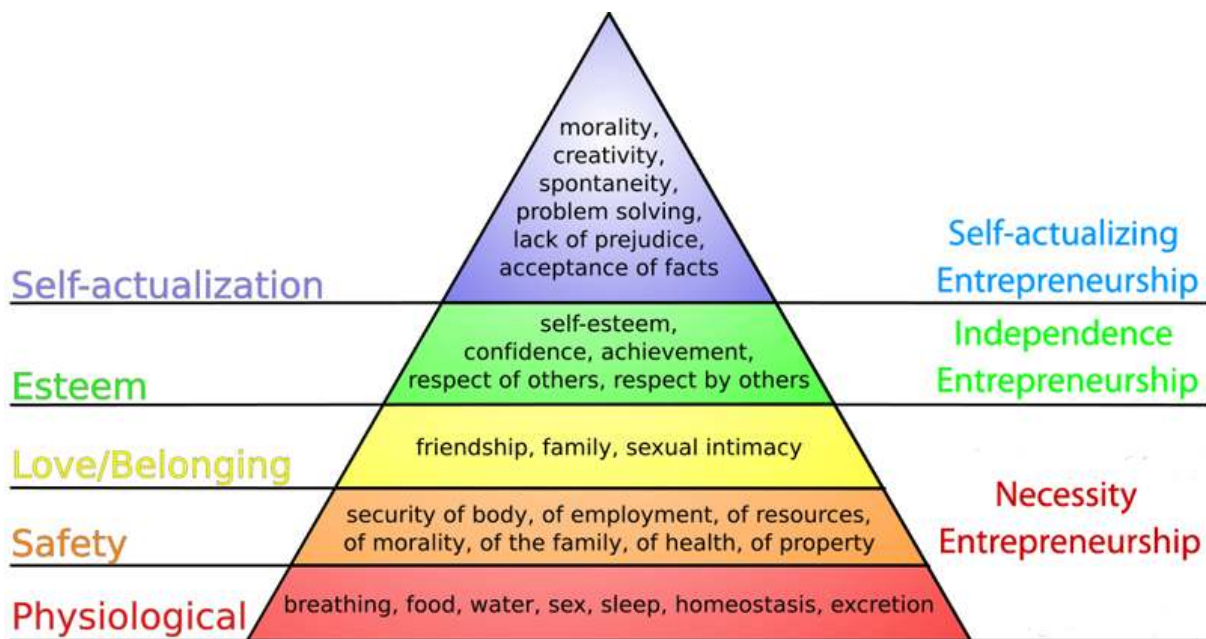 morality,
creativity,
spontaneity,
problem solving,
lack of prejudice,
acceptance of facts
Self-actualization
Self-actualizing
Entrepreneurship
self-esteem,
confidence, achievement,
respect of others, respect by others
Esteem
Independence
Entrepreneurship
friendship, family, sexual intimacy
Love/Belonging
security of body, of employment, of resources,
of morality, of the family, of health, of property
Safety
Necessity
Entrepreneurship
breathing, food, water, sex, sleep, homeostasis, excretion
Physiological